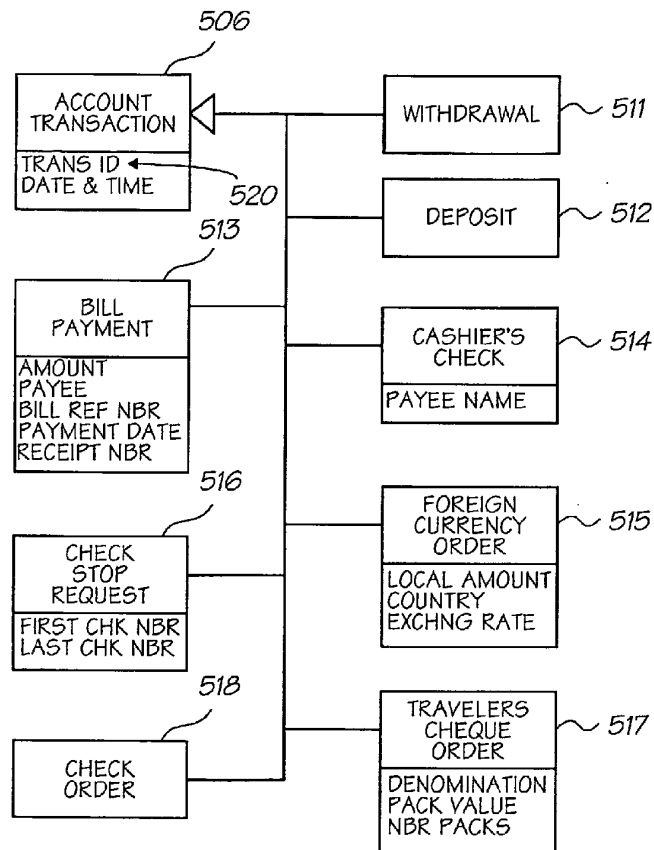 506
ACCOUNT
TRANSACTION
TRANS ID
DATE & TIME
520
WITHDRAWAL
511
DEPOSIT
512
513
BILL
PAYMENT
AMOUNT
PAYEE
BILL REF NBR
PAYMENT DATE
RECEIPT NBR
CASHIER'S
CHECK
PAYEE NAME
514
516
CHECK
STOP
REQUEST
FIRST CHK NBR
LAST CHK NBR
FOREIGN
CURRENCY
ORDER
LOCAL AMOUNT
COUNTRY
EXCHNG RATE
515
518
CHECK
ORDER
TRAVELERS
CHEQUE
ORDER
DENOMINATION
PACK VALUE
NBR PACKS
517